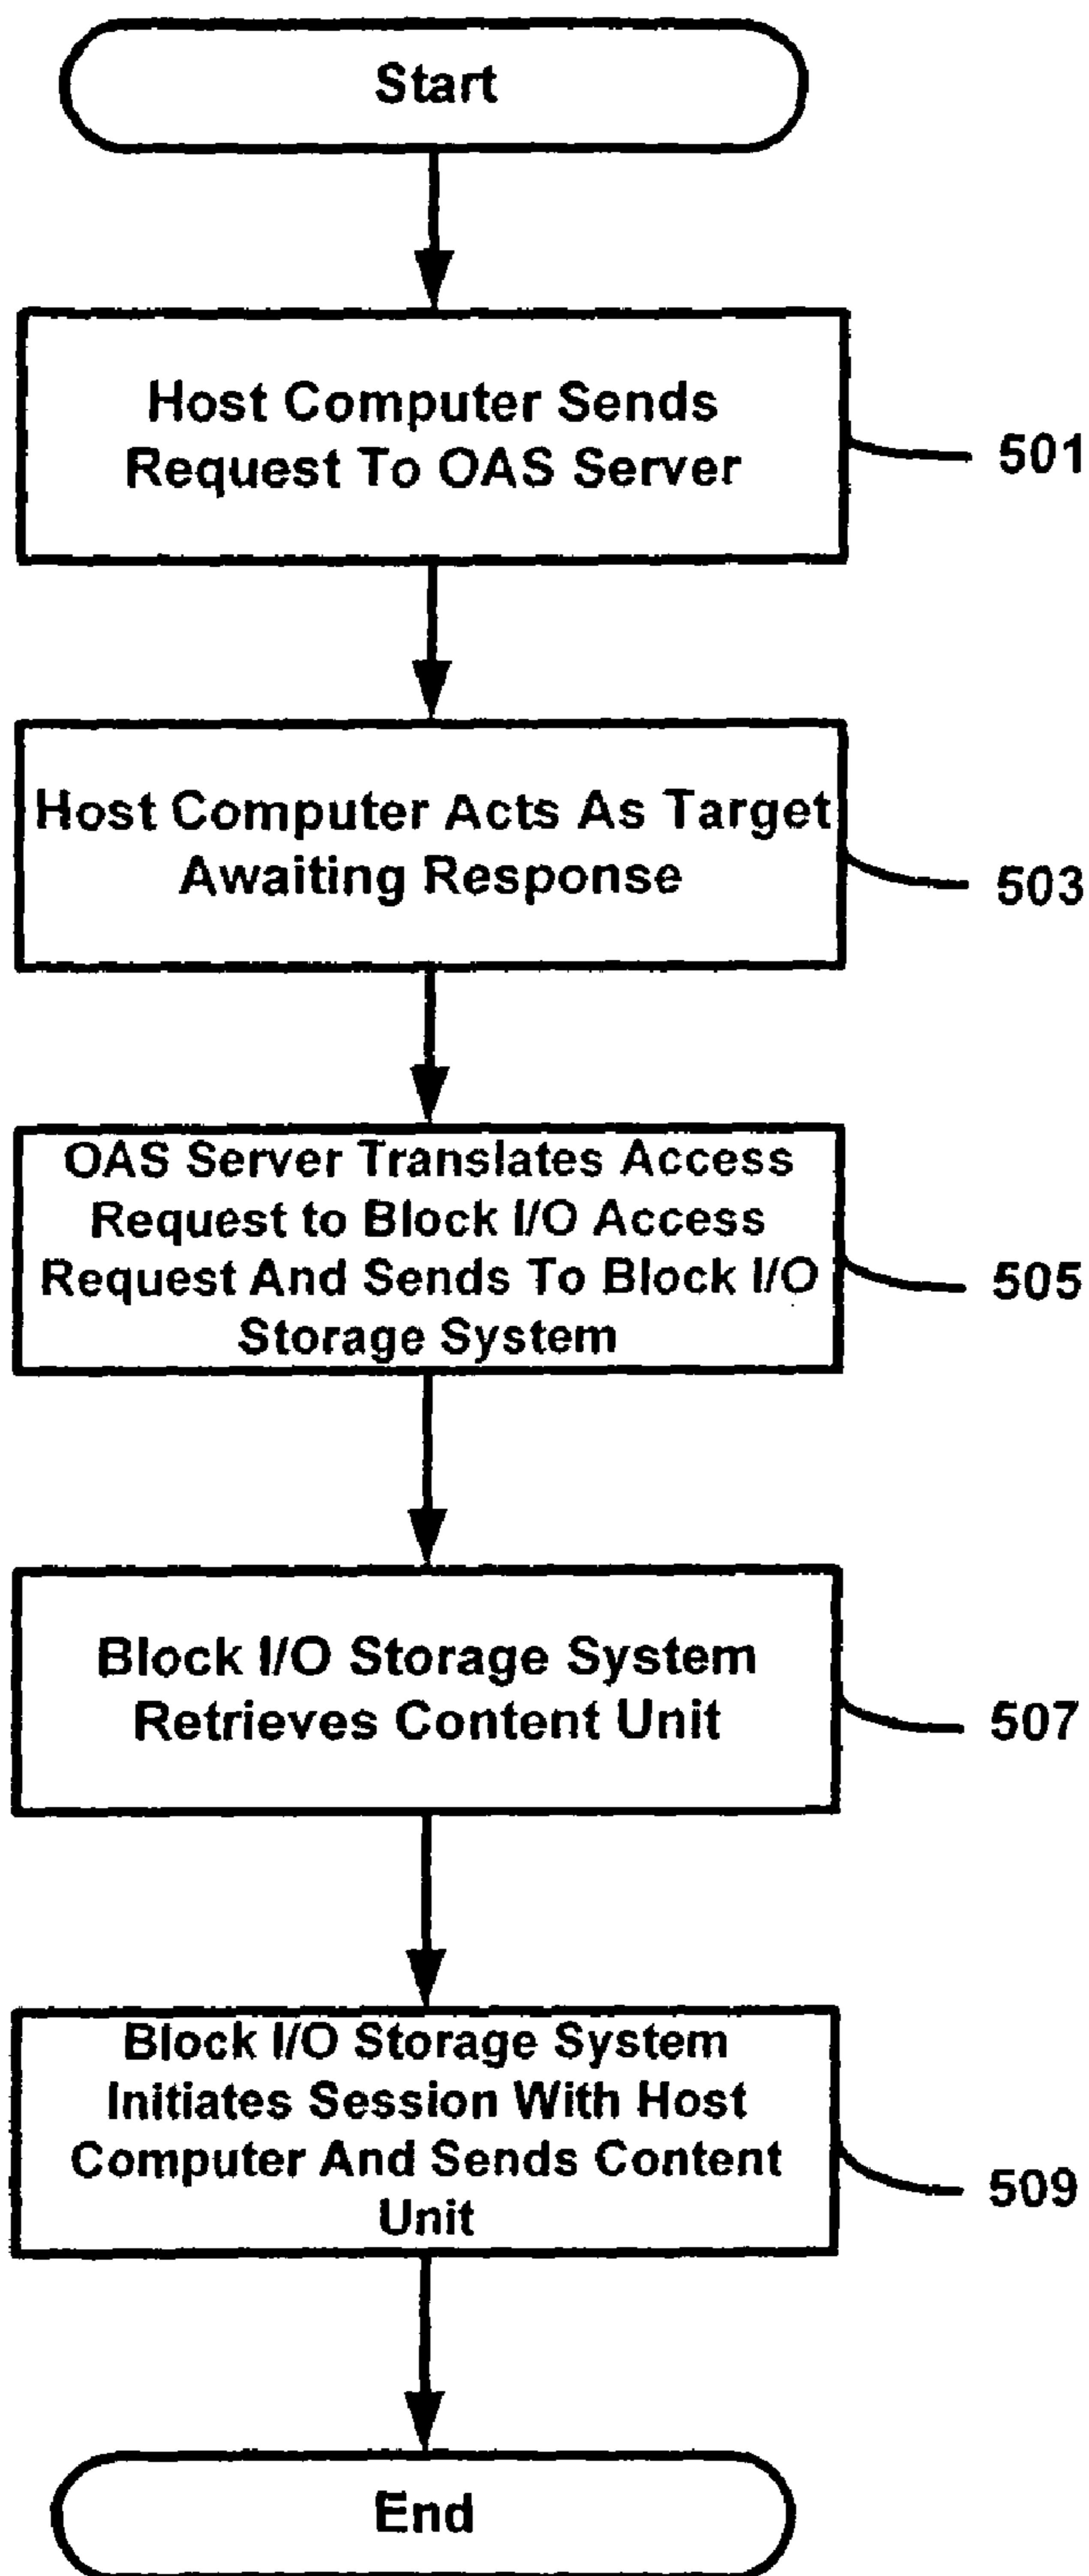 Start
Host Computer Sends
Request To OAS Server
501
Host Computer Acts As Target
Awaiting Response
503
OAS Server Translates Access
Request to Block I/O Access
Request And Sends To Block I/O
Storage System
505
Block I/O Storage System
Retrieves Content Unit
507
Block I/O Storage System
Initiates Session With Host
Computer And Sends Content
Unit
509
End